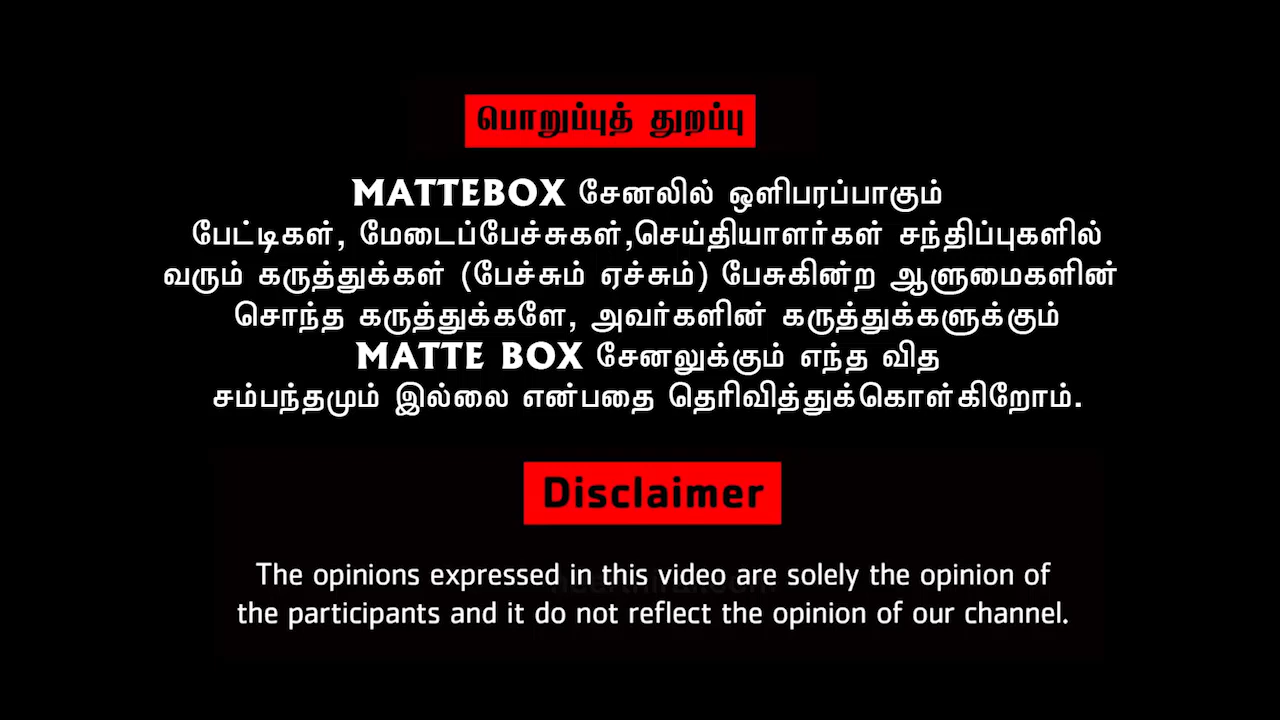 பொறுப்புத் துறப்பு
MATTEBOX சேனலில் ஒளிபரப்பாகும்
பேட்டிகள், மேடைப்பேச்சுகள்,செய்தியாளர்கள் சந்திப்புகளில்
வரும் கருத்துக்கள் (பேச்சும் ஏச்சும்) பேசுகின்ற ஆளுமைகளின்
சொந்த கருத்துக்களே, அவர்களின் கருத்துக்களுக்கும்
MATTE BOX சேனலுக்கும் எந்த வித
சம்பந்தமும் இல்லை என்பதை தெரிவித்துக்கொள்கிறோம்.
Disclaimer
The opinions expressed in this video are solely the opinion of
the participants and it do not reflect the opinion of our channel.